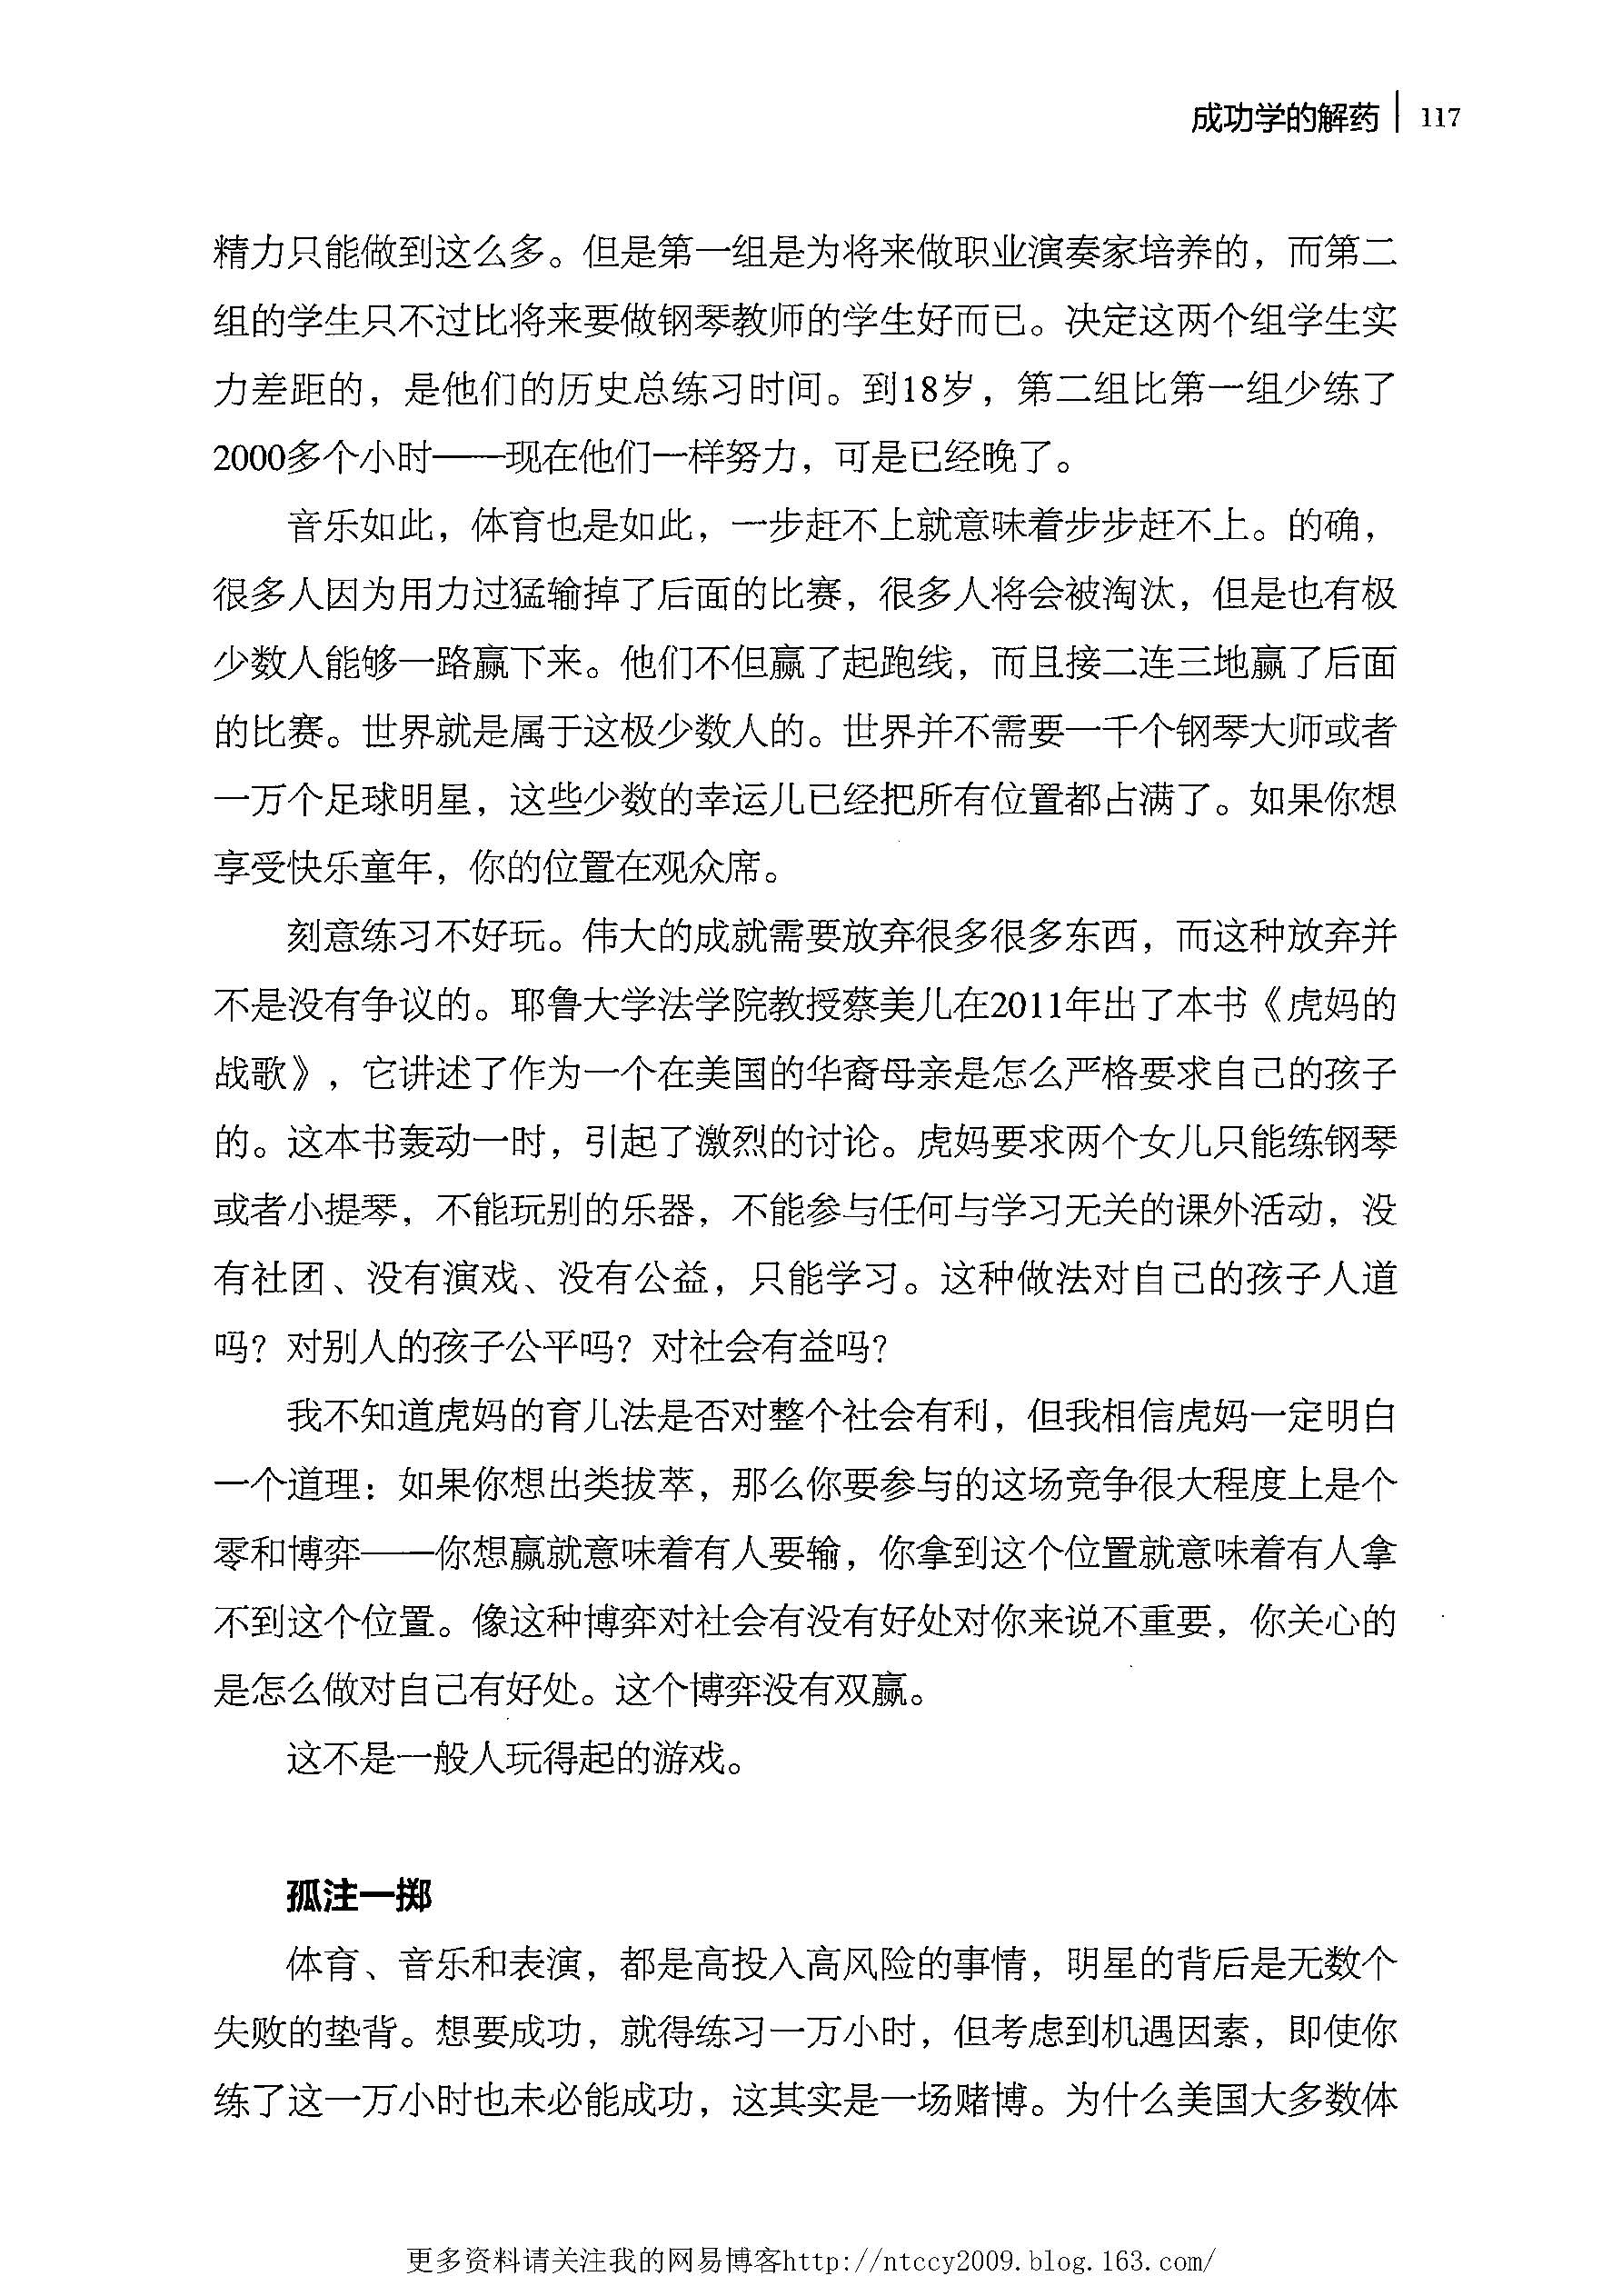 成功学的解药 117
精力只能做到这么多。但是第一组是为将来做职业演奏家培养的，而第二
组的学生只不过比将来要做钢琴教师的学生好而已。决定这两个组学生实
力差距的，是他们的历史总练习时间。到18岁，第二组比第一组少练了
2000多个小时——现在他们一样努力，可是已经晚了。
音乐如此，体育也是如此，一步赶不上就意味着步步赶不上。的确，
很多人因为用力过猛输掉了后面的比赛，很多人将会被淘汰，但是也有极
少数人能够一路赢下来。他们不但赢了起跑线，而且接二连三地赢了后面
的比赛。世界就是属于这极少数人的。世界并不需要一千个钢琴大师或者
一万个足球明星，这些少数的幸运儿已经把所有位置都占满了。如果你想
享受快乐童年，你的位置在观众席。
刻意练习不好玩。伟大的成就需要放弃很多很多东西，而这种放弃并
不是没有争议的。耶鲁大学法学院教授蔡美儿在2011年出了本书《虎妈的
战歌》，它讲述了作为一个在美国的华裔母亲是怎么严格要求自己的孩子
的。这本书轰动一时，引起了激烈的讨论。虎妈要求两个女儿只能练钢琴
或者小提琴，不能玩别的乐器，不能参与任何与学习无关的课外活动，没
有社团、没有演戏、没有公益，只能学习。这种做法对自己的孩子人道
吗？对别人的孩子公平吗？对社会有益吗？
我不知道虎妈的育儿法是否对整个社会有利，但我相信虎妈一定明白
一个道理：如果你想出类拔萃，那么你要参与的这场竞争很大程度上是个
零和博弈——你想赢就意味着有人要输，你拿到这个位置就意味着有人拿
不到这个位置。像这种博弈对社会有没有好处对你来说不重要，你关心的
是怎么做对自己有好处。这个博弈没有双赢。
这不是一般人玩得起的游戏。
孤注一掷
体育、音乐和表演，都是高投入高风险的事情，明星的背后是无数个
失败的垫背。想要成功，就得练习一万小时，但考虑到机遇因素，即使你
练了这一万小时也未必能成功，这其实是一场赌博。为什么美国大多数体
更多资料请关注我的网易博客http://ntccy2009.blog.163.com/